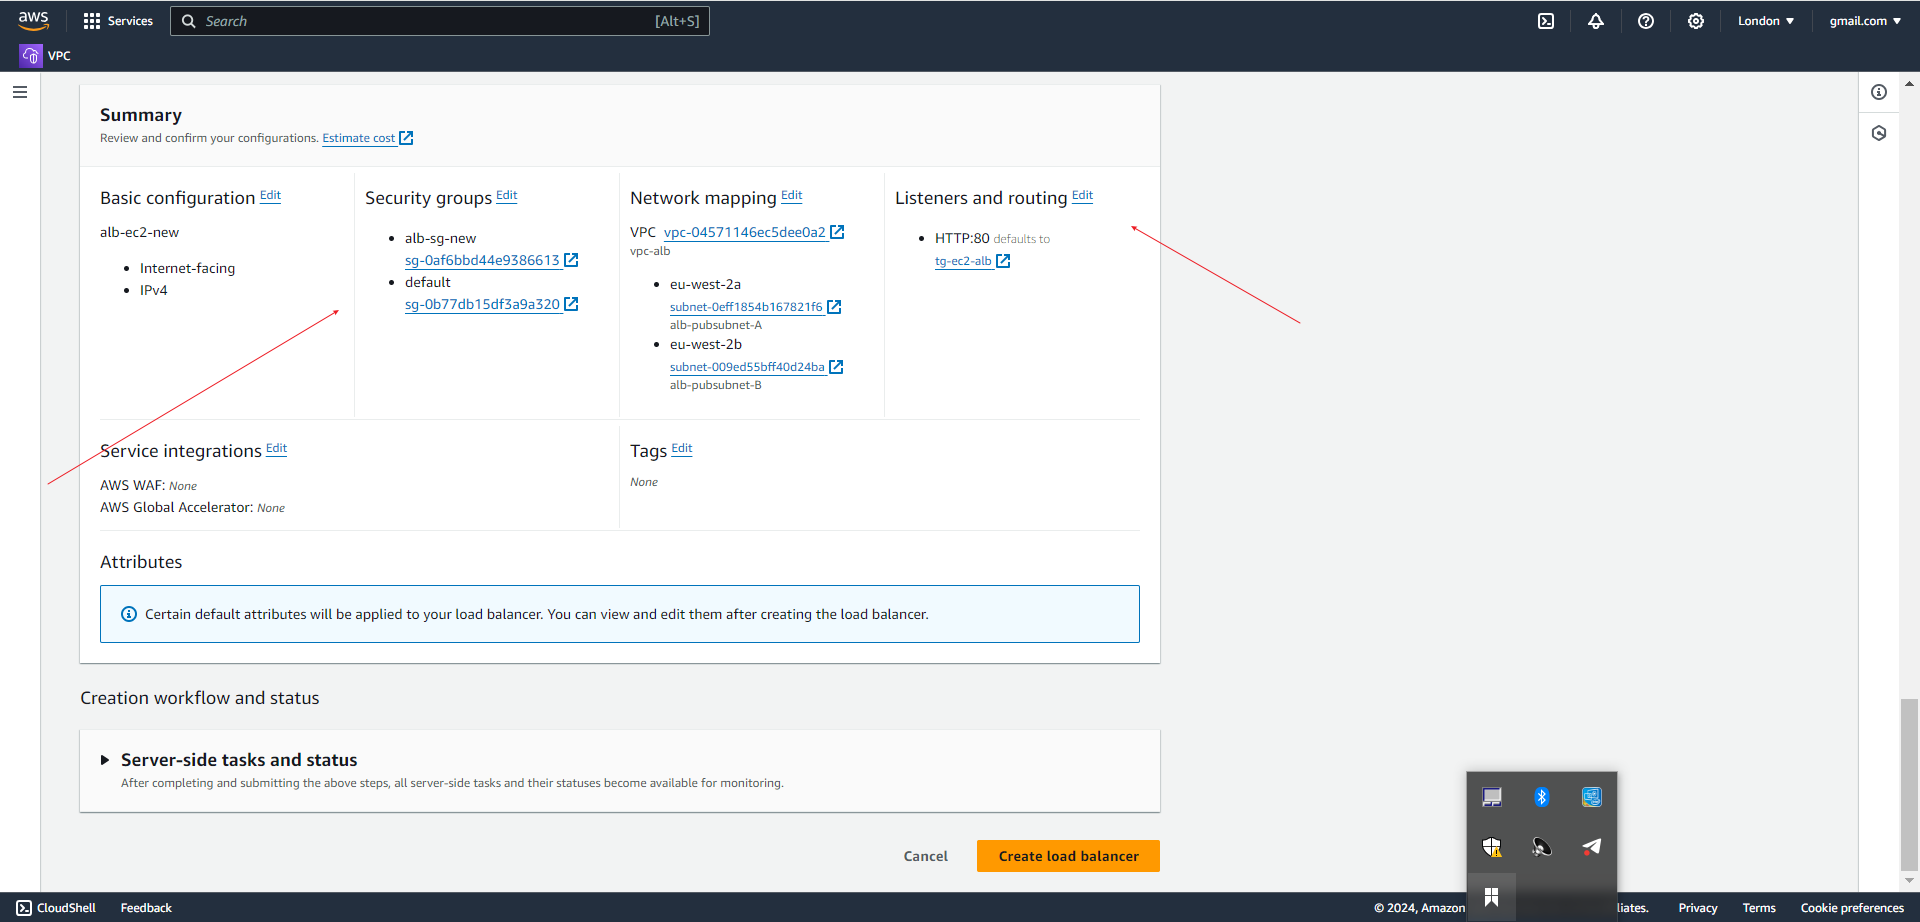 aws
Services
Search [Alt+S]
London
gmail.com
VPC
Summary
Review and confirm your configurations. Estimate cost
Basic configuration Edit
alb-ec2-new
Internet-facing
IPv4
Security groups Edit
alb-sg-new
sg-0af6bbd44e9386613
default
sg-0b77db15df3a9a320
Network mapping Edit
VPC vpc-04571146ec5dee0a2
vpc-alb
eu-west-2a
subnet-0eff1854b167821f6
alb-pubsubnet-A
eu-west-2b
subnet-009ed55bff40d24ba
alb-pubsubnet-B
Listeners and routing Edit
HTTP:80 defaults to
tg-ec2-alb
Service integrations Edit
AWS WAF: None
AWS Global Accelerator: None
Tags Edit
None
Attributes
Certain default attributes will be applied to your load balancer. You can view and edit them after creating the load balancer.
Creation workflow and status
Server-side tasks and status
After completing and submitting the above steps, all server-side tasks and their statuses become available for monitoring.
Cancel
Create load balancer
CloudShell
Feedback
© 2024, Amazon
liates.
Privacy
Terms
Cookie preferences